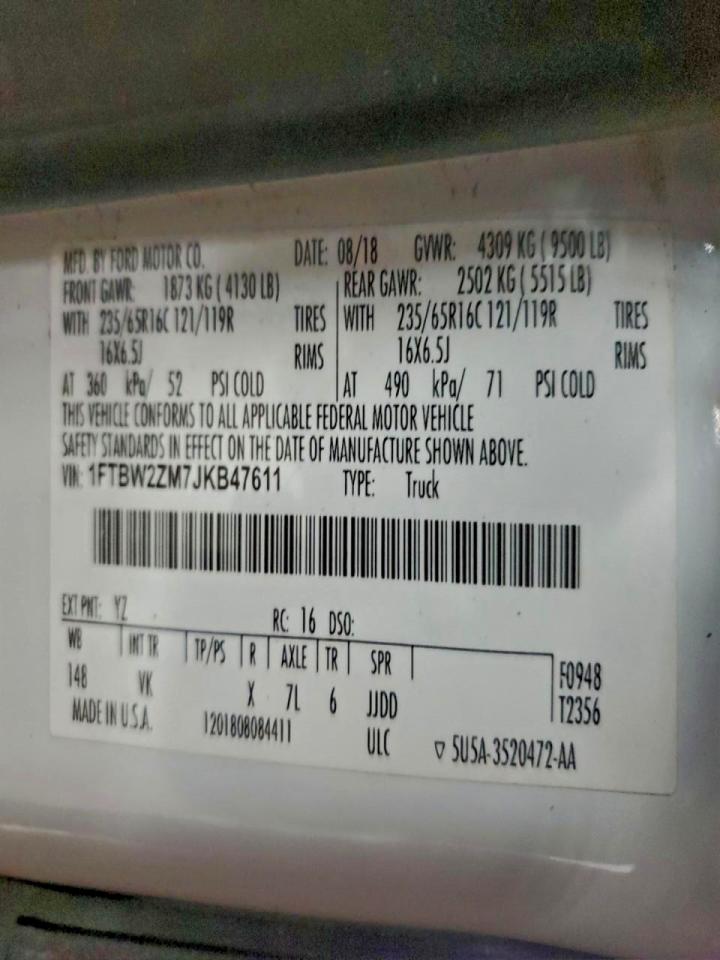 MFD. BY FORD MOTOR CO. DATE: 08/18 GVWR: 4309 KG ( 9500 LB)
FRONT GAWR: 1873 KG ( 4130 LB) REAR GAWR: 2502 KG ( 5515 LB)
WITH 235/65R16C 121/119R TIRES WITH 235/65R16C 121/119R TIRES
16X6.5J RIMS 16X6.5J RIMS
AT 360 kPa/ 52 PSI COLD AT 490 kPa/ 71 PSI COLD
THIS VEHICLE CONFORMS TO ALL APPLICABLE FEDERAL MOTOR VEHICLE
SAFETY STANDARDS IN EFFECT ON THE DATE OF MANUFACTURE SHOWN ABOVE.
VIN: 1FTBW2ZM7JKB47611 TYPE: Truck
EXT PNT: YZ RC: 16 DSO:
WB INT TR TP/PS R AXLE TR SPR F0948
148 VK X 7L 6 JJDD T2356
MADE IN U.S.A. 1201808084411 ULC ▽ 5U5A-3520472-AA